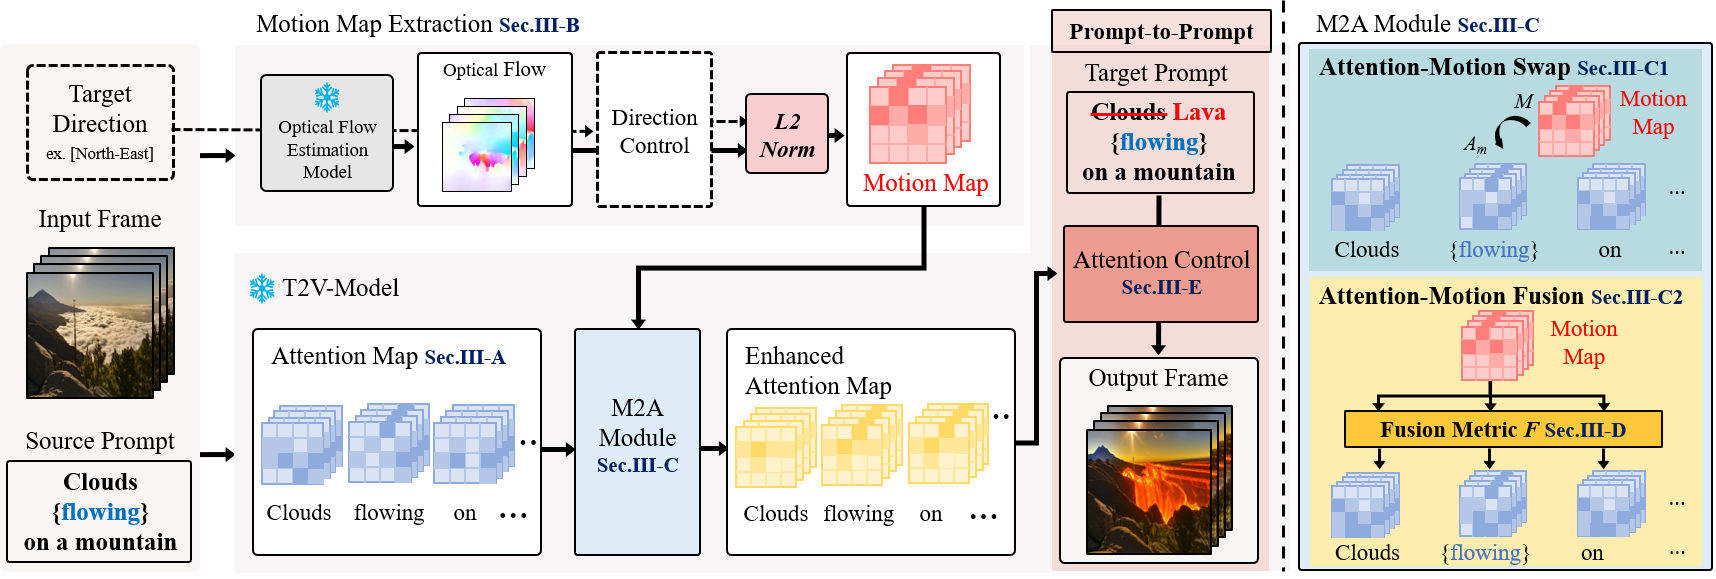 Motion Map Extraction Sec.III-B
Target
Direction
ex. [North-East]
Input Frame
Source Prompt
Clouds
{flowing}
on a mountain
Optical Flow
Estimation
Model
Optical Flow
Direction
Control
L2
Norm
Motion Map
T2V-Model
Attention Map Sec.III-A
Clouds flowing on ...
M2A
Module
Sec.III-C
Enhanced
Attention Map
..
Clouds flowing on ...
Prompt-to-Prompt
Target Prompt
Clouds Lava
{flowing}
on a mountain
Attention Control
Sec.III-E
Output Frame
M2A Module Sec.III-C
Attention-Motion Swap Sec.III-C1
M
Motion
Map
A_m
...
Clouds {flowing} on ...
Attention-Motion Fusion Sec.III-C2
Motion
Map
Fusion Metric F Sec.III-D
...
Clouds {flowing} on ...